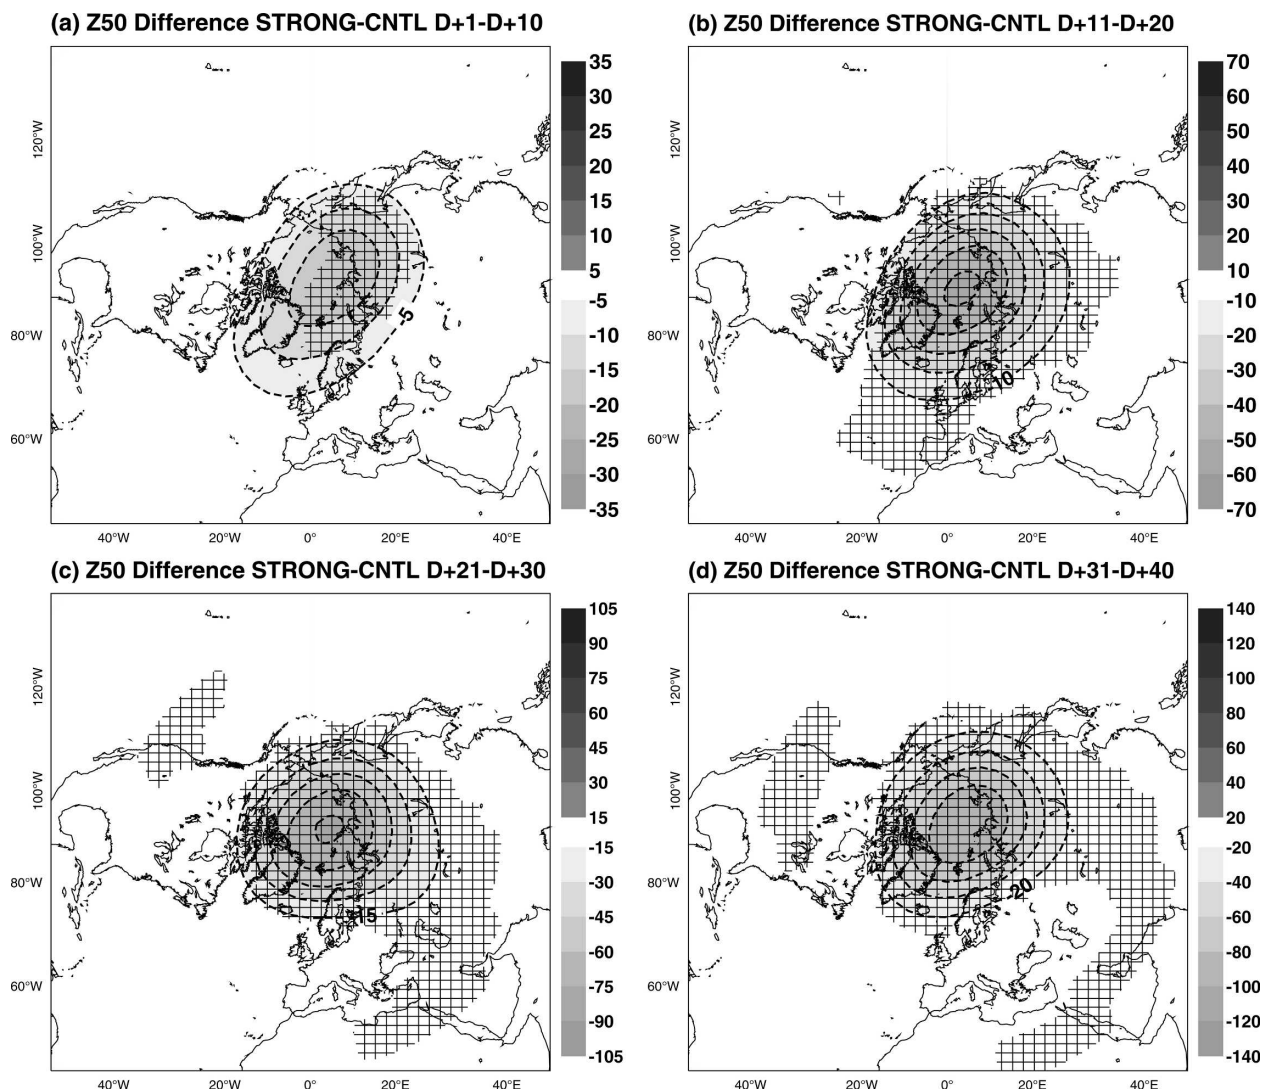 (a) Z50 Difference STRONG-CNTL D+1-D+10
120°W
100°W
80°W
60°W
40°W 20°W 0° 20°E 40°E
-5
35
30
25
20
15
10
5
-5
-10
-15
-20
-25
-30
-35
(b) Z50 Difference STRONG-CNTL D+11-D+20
120°W
100°W
80°W
60°W
40°W 20°W 0° 20°E 40°E
-10
70
60
50
40
30
20
10
-10
-20
-30
-40
-50
-60
-70
(c) Z50 Difference STRONG-CNTL D+21-D+30
120°W
100°W
80°W
60°W
40°W 20°W 0° 20°E 40°E
-15
105
90
75
60
45
30
15
-15
-30
-45
-60
-75
-90
-105
(d) Z50 Difference STRONG-CNTL D+31-D+40
120°W
100°W
80°W
60°W
40°W 20°W 0° 20°E 40°E
-20
140
120
100
80
60
40
20
-20
-40
-60
-80
-100
-120
-140